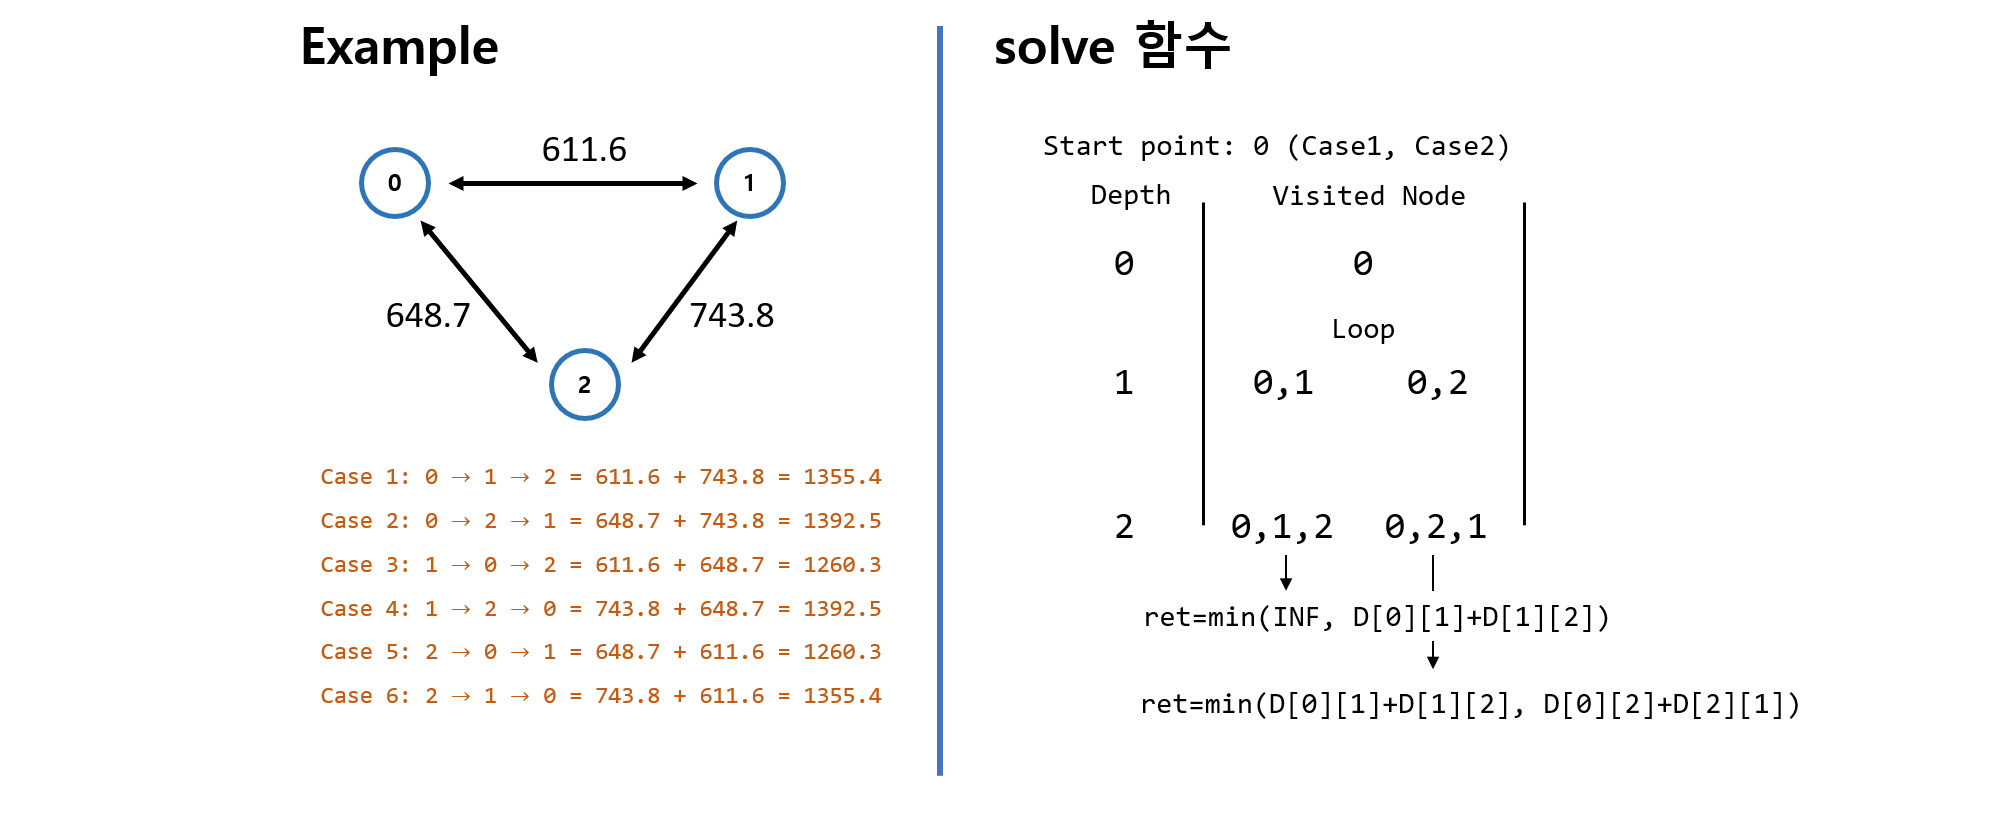 Example
611.6
0
1
648.7
743.8
2
Case 1: 0 → 1 → 2 = 611.6 + 743.8 = 1355.4
Case 2: 0 → 2 → 1 = 648.7 + 743.8 = 1392.5
Case 3: 1 → 0 → 2 = 611.6 + 648.7 = 1260.3
Case 4: 1 → 2 → 0 = 743.8 + 648.7 = 1392.5
Case 5: 2 → 0 → 1 = 648.7 + 611.6 = 1260.3
Case 6: 2 → 1 → 0 = 743.8 + 611.6 = 1355.4
solve 함수
Start point: 0 (Case1, Case2)
Depth Visited Node
0 0
Loop
1 0,1 0,2
2 0,1,2 0,2,1
ret=min(INF, D[0][1]+D[1][2])
ret=min(D[0][1]+D[1][2], D[0][2]+D[2][1])